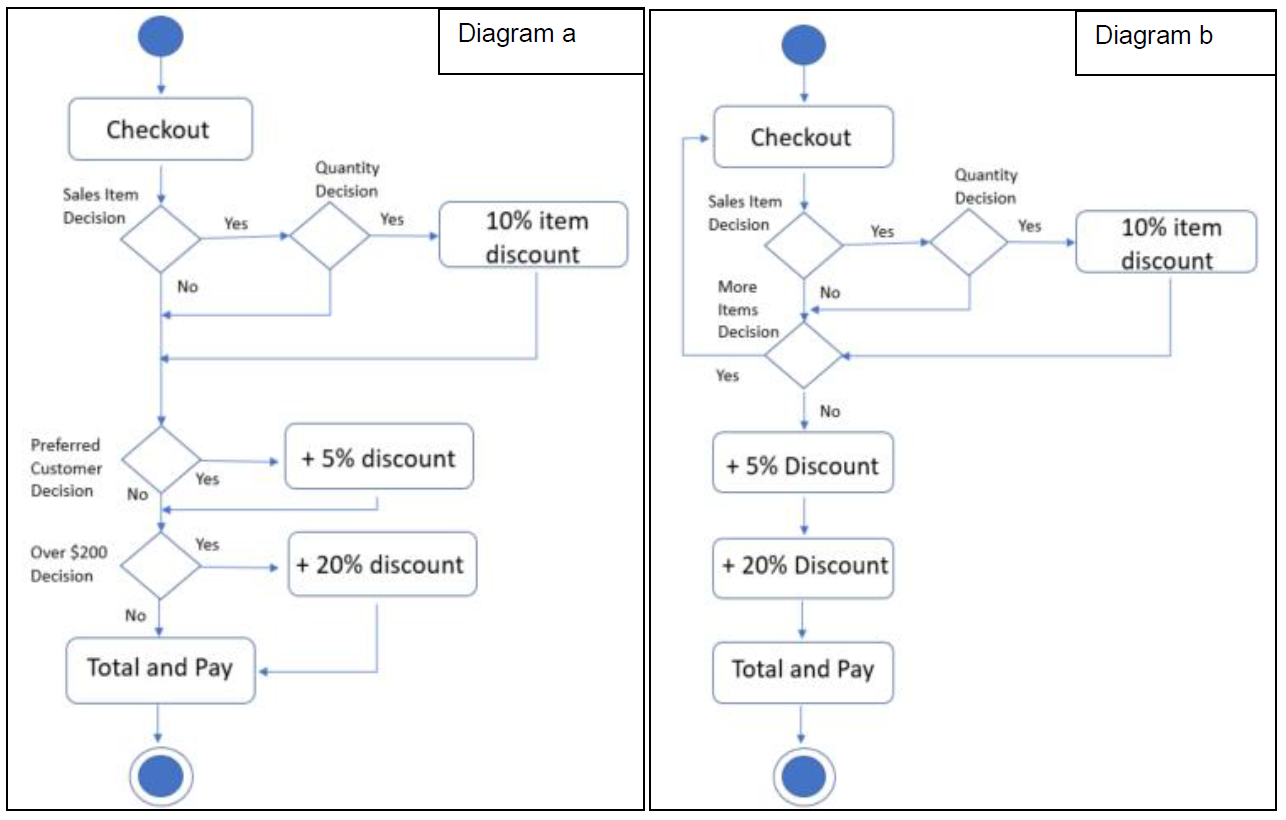 Diagram a
Checkout
Quantity
Decision
Sales Item
Decision
Yes
Yes
10% item
discount
No
Preferred
Customer
Decision
Yes
No
+ 5% discount
Over $200
Decision
Yes
+ 20% discount
No
Total and Pay
Diagram b
Checkout
Quantity
Decision
Sales Item
Decision
Yes
Yes
10% item
discount
More
Items
Decision
No
Yes
No
+ 5% Discount
+ 20% Discount
Total and Pay